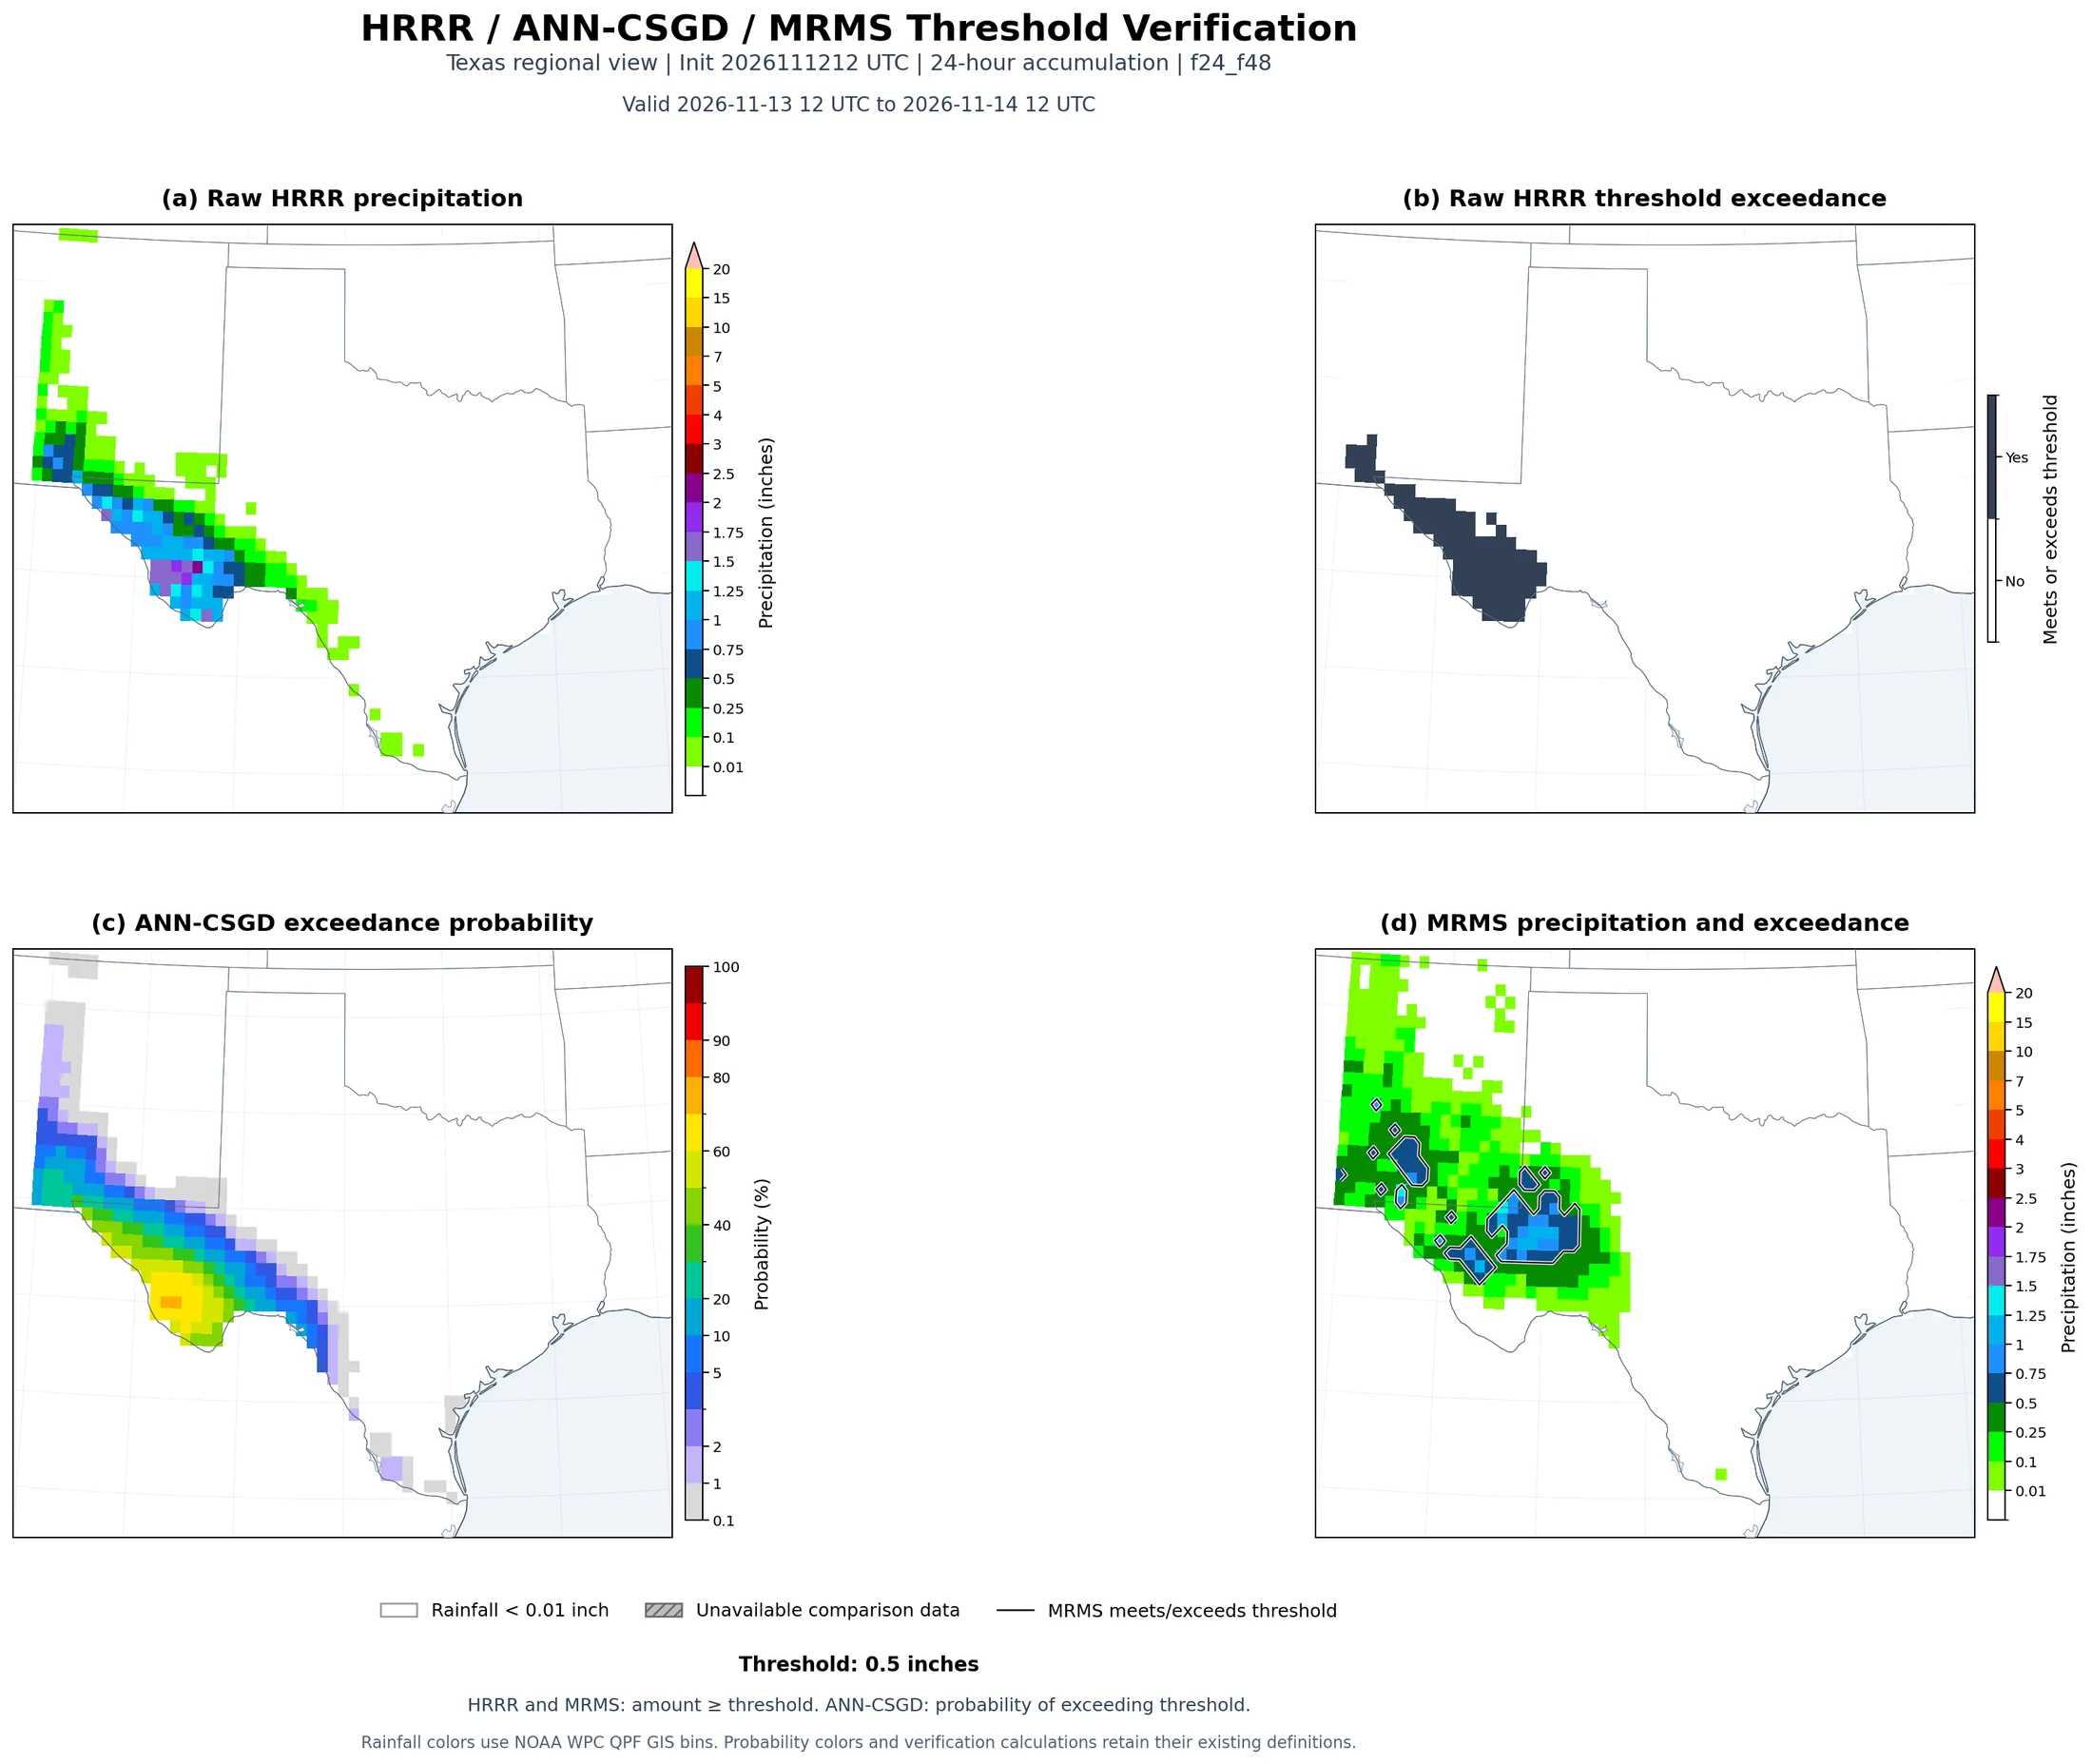 HRRR / ANN-CSGD / MRMS Threshold Verification
Texas regional view | Init 2026111212 UTC | 24-hour accumulation | f24_f48
Valid 2026-11-13 12 UTC to 2026-11-14 12 UTC
(a) Raw HRRR precipitation
20
15
10
7
5
4
3
2.5
2
1.75
1.5
1.25
1
0.75
0.5
0.25
0.1
0.01
Precipitation (inches)
(b) Raw HRRR threshold exceedance
Yes
No
Meets or exceeds threshold
(c) ANN-CSGD exceedance probability
100
90
80
60
40
20
10
5
2
1
0.1
Probability (%)
(d) MRMS precipitation and exceedance
20
15
10
7
5
4
3
2.5
2
1.75
1.5
1.25
1
0.75
0.5
0.25
0.1
0.01
Precipitation (inches)
Rainfall < 0.01 inch
Unavailable comparison data
MRMS meets/exceeds threshold
Threshold: 0.5 inches
HRRR and MRMS: amount ≥ threshold. ANN-CSGD: probability of exceeding threshold.
Rainfall colors use NOAA WPC QPF GIS bins. Probability colors and verification calculations retain their existing definitions.